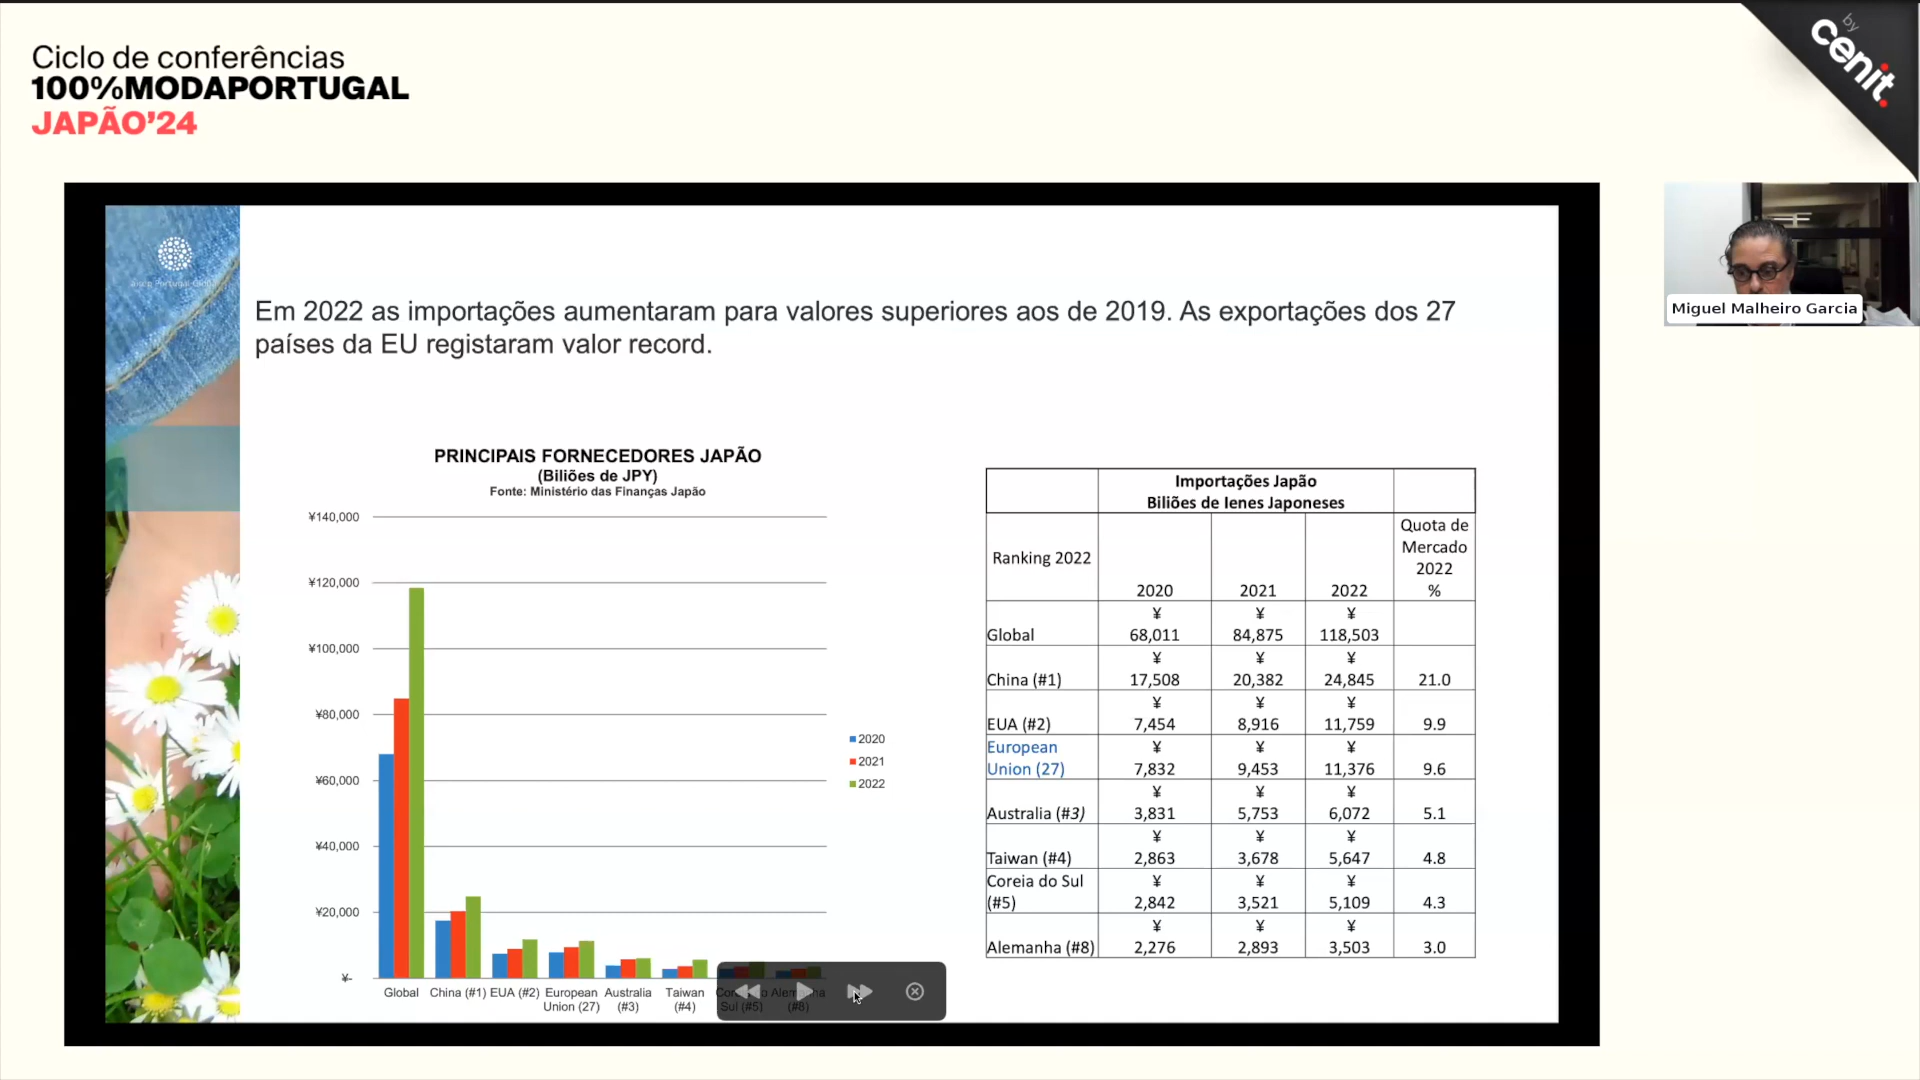 Ciclo de conferências
100%MODAPORTUGAL
JAPÃO'24
by
cenit.
Miguel Malheiro Garcia
Em 2022 as importações aumentaram para valores superiores aos de 2019. As exportações dos 27
países da EU registaram valor record.
PRINCIPAIS FORNECEDORES JAPÃO
(Biliões de JPY)
Fonte: Ministério das Finanças Japão
¥140,000
¥120,000
¥100,000
¥80,000
¥60,000
¥40,000
¥20,000
¥-
Global China (#1) EUA (#2) European Australia Taiwan Coreia do Alemanha
Union (27) (#3) (#4) Sul (#5) (#8)
2020
2021
2022
Importações Japão
Biliões de Ienes Japoneses
Ranking 2022 2020 2021 2022 Quota de
Mercado
2022
%
¥ ¥ ¥
Global 68,011 84,875 118,503
¥ ¥ ¥
China (#1) 17,508 20,382 24,845 21.0
¥ ¥ ¥
EUA (#2) 7,454 8,916 11,759 9.9
European ¥ ¥ ¥
Union (27) 7,832 9,453 11,376 9.6
¥ ¥ ¥
Australia (#3) 3,831 5,753 6,072 5.1
¥ ¥ ¥
Taiwan (#4) 2,863 3,678 5,647 4.8
Coreia do Sul ¥ ¥ ¥
(#5) 2,842 3,521 5,109 4.3
¥ ¥ ¥
Alemanha (#8) 2,276 2,893 3,503 3.0